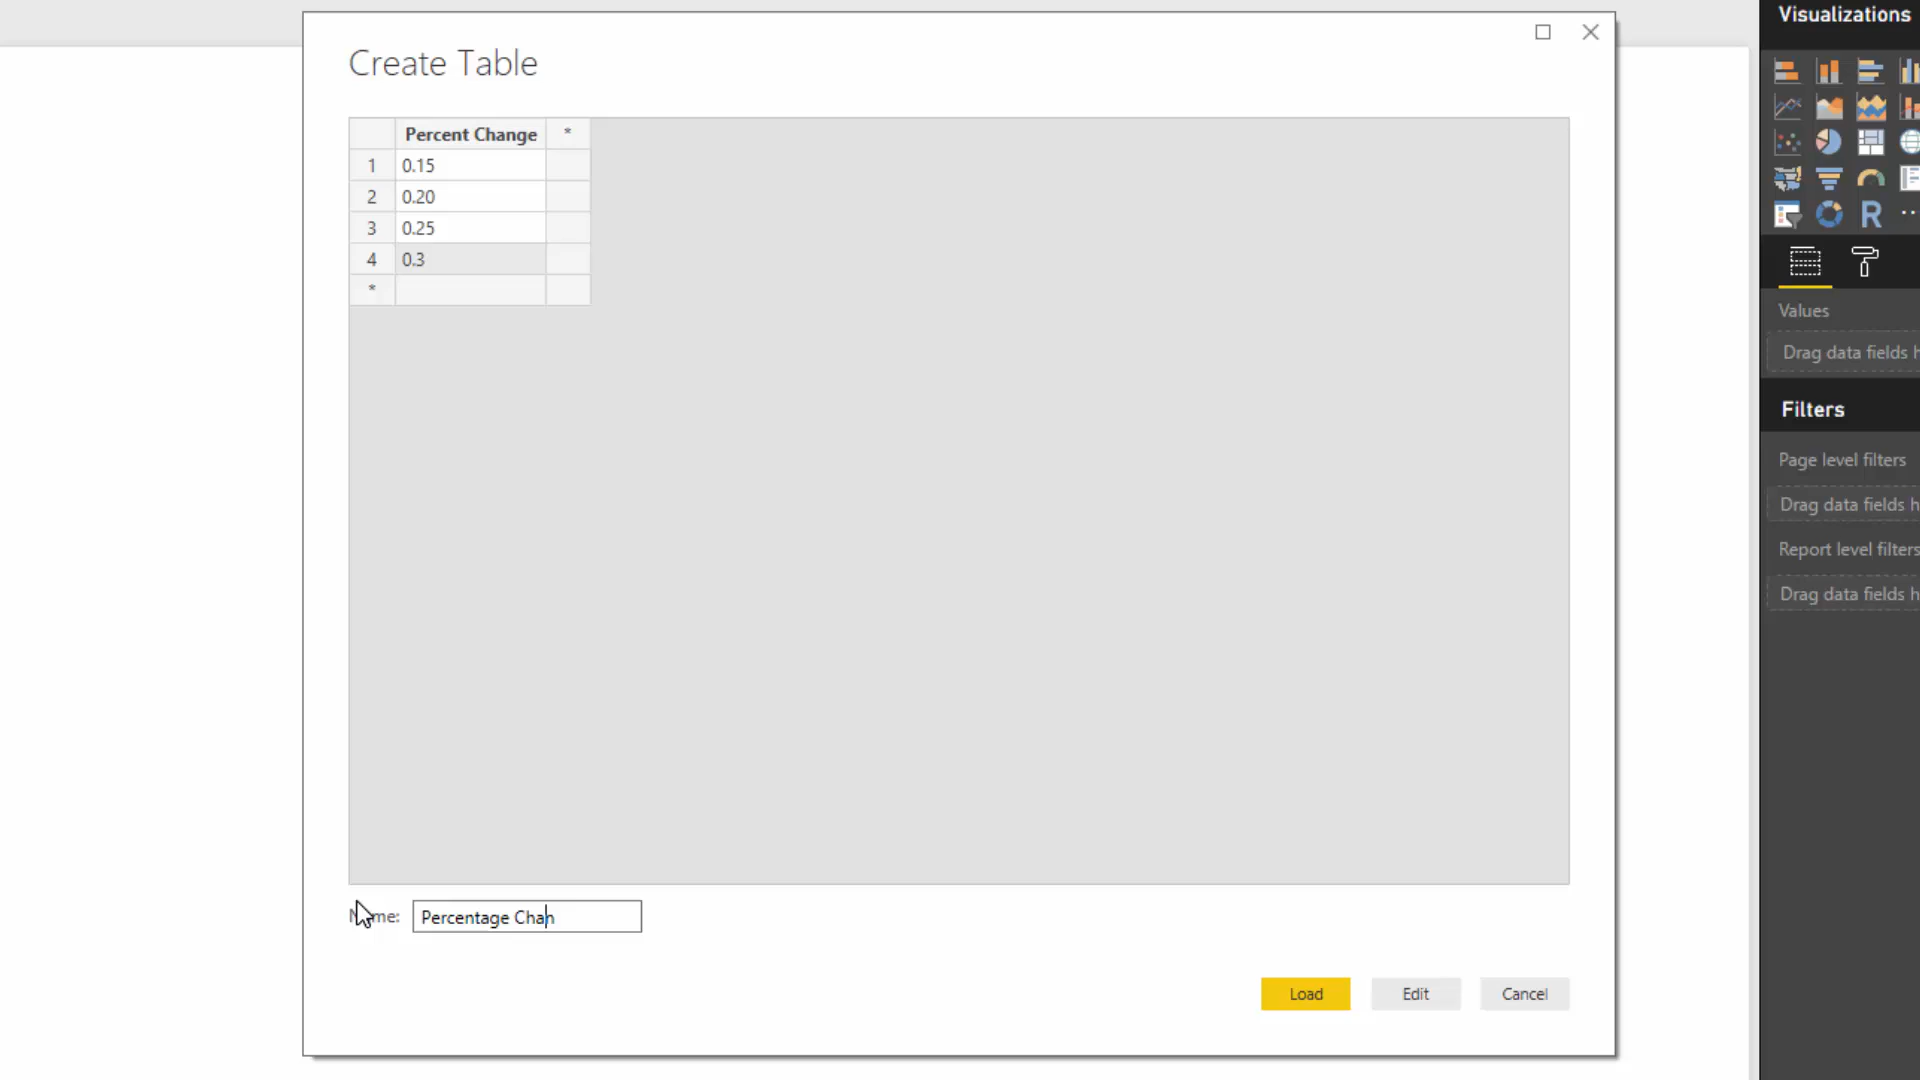 Visualizations
Create Table
Percent Change *
1 0.15
2 0.20
3 0.25
4 0.3
*
R
Values
Drag data fields h
Filters
Page level filters
Drag data fields h
Report level filters
Drag data fields h
me: Percentage Chan
Load Edit Cancel